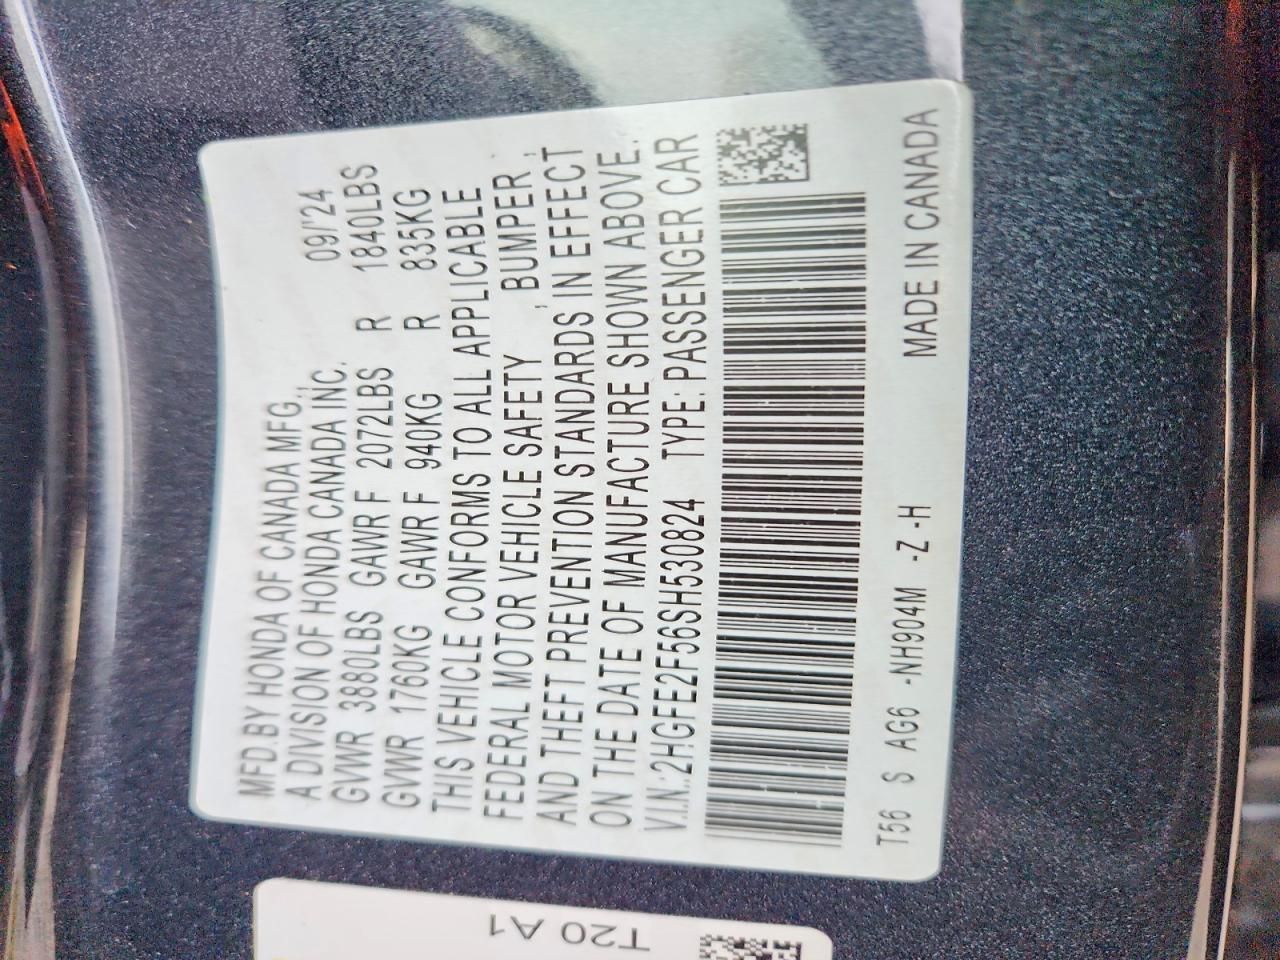 MFD.BY HONDA OF CANADA MFG.,
A DIVISION OF HONDA CANADA INC. 09/'24
GVWR 3880LBS GAWR F 2072LBS R 1840LBS
GVWR 1760KG GAWR F 940KG R 835KG
THIS VEHICLE CONFORMS TO ALL APPLICABLE
FEDERAL MOTOR VEHICLE SAFETY , BUMPER ,
AND THEFT PREVENTION STANDARDS IN EFFECT
ON THE DATE OF MANUFACTURE SHOWN ABOVE.
V.I.N.:2HGFE2F56SH530824 TYPE: PASSENGER CAR
T56 S AG6 -NH904M -Z -H MADE IN CANADA
T20 A1